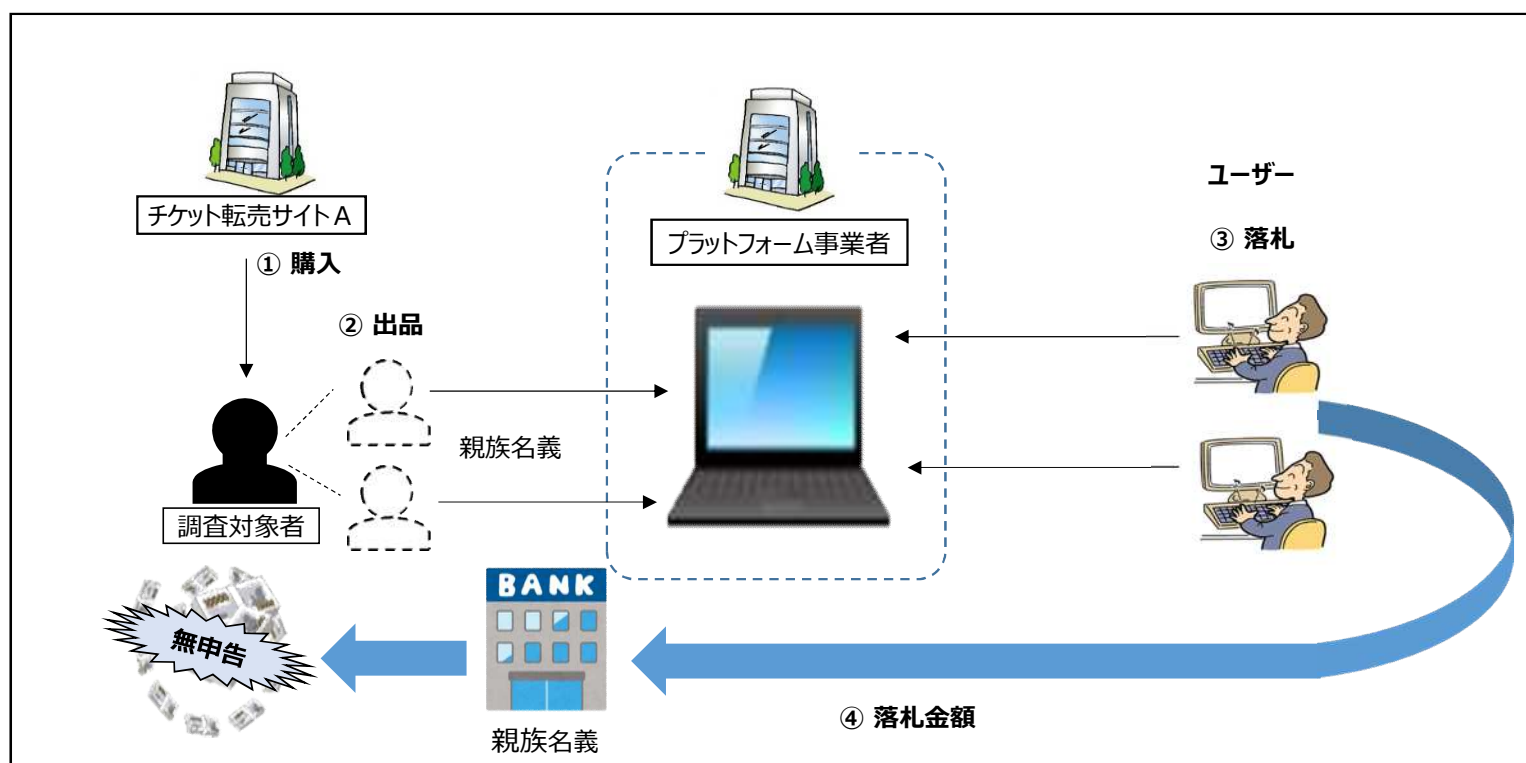 チケット転売サイトA
プラットフォーム事業者
ユーザー
① 購入
② 出品
③ 落札
親族名義
調査対象者
BANK
無申告
親族名義
④ 落札金額